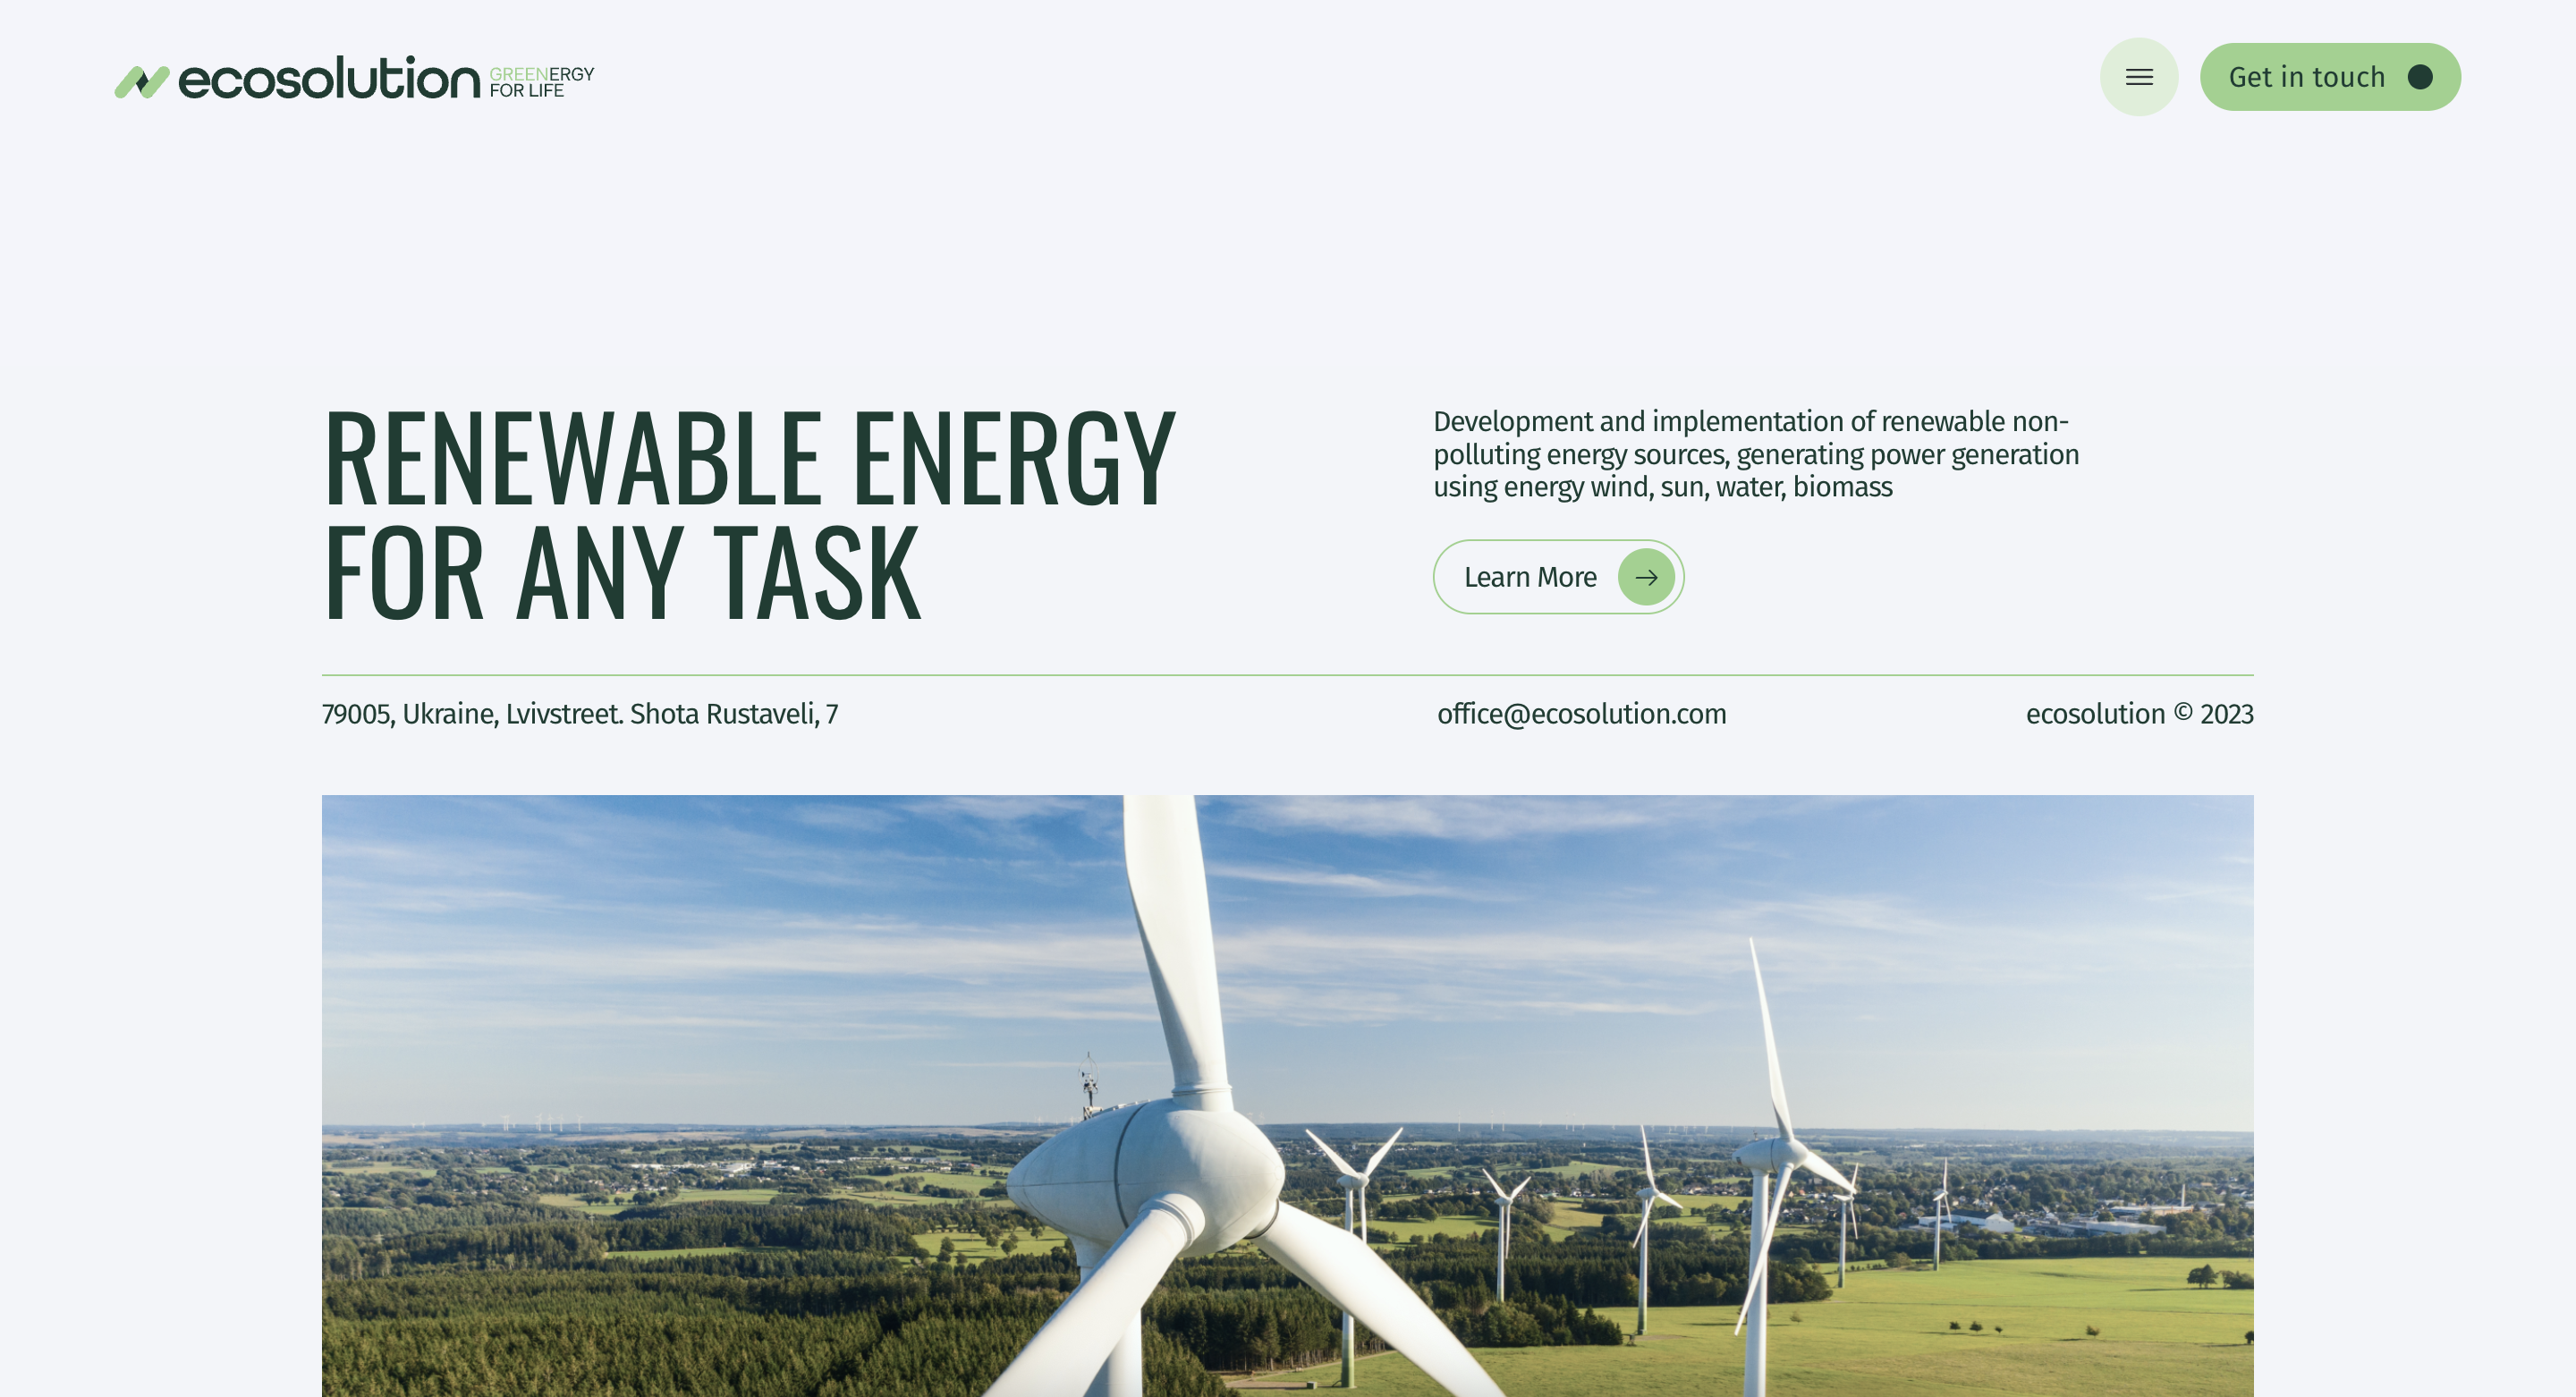 ecosolution
GREENERGY
FOR LIFE
Get in touch
RENEWABLE ENERGY
FOR ANY TASK
Development and implementation of renewable non-
polluting energy sources, generating power generation
using energy wind, sun, water, biomass
Learn More
79005, Ukraine, Lvivstreet. Shota Rustaveli, 7
office@ecosolution.com
ecosolution © 2023